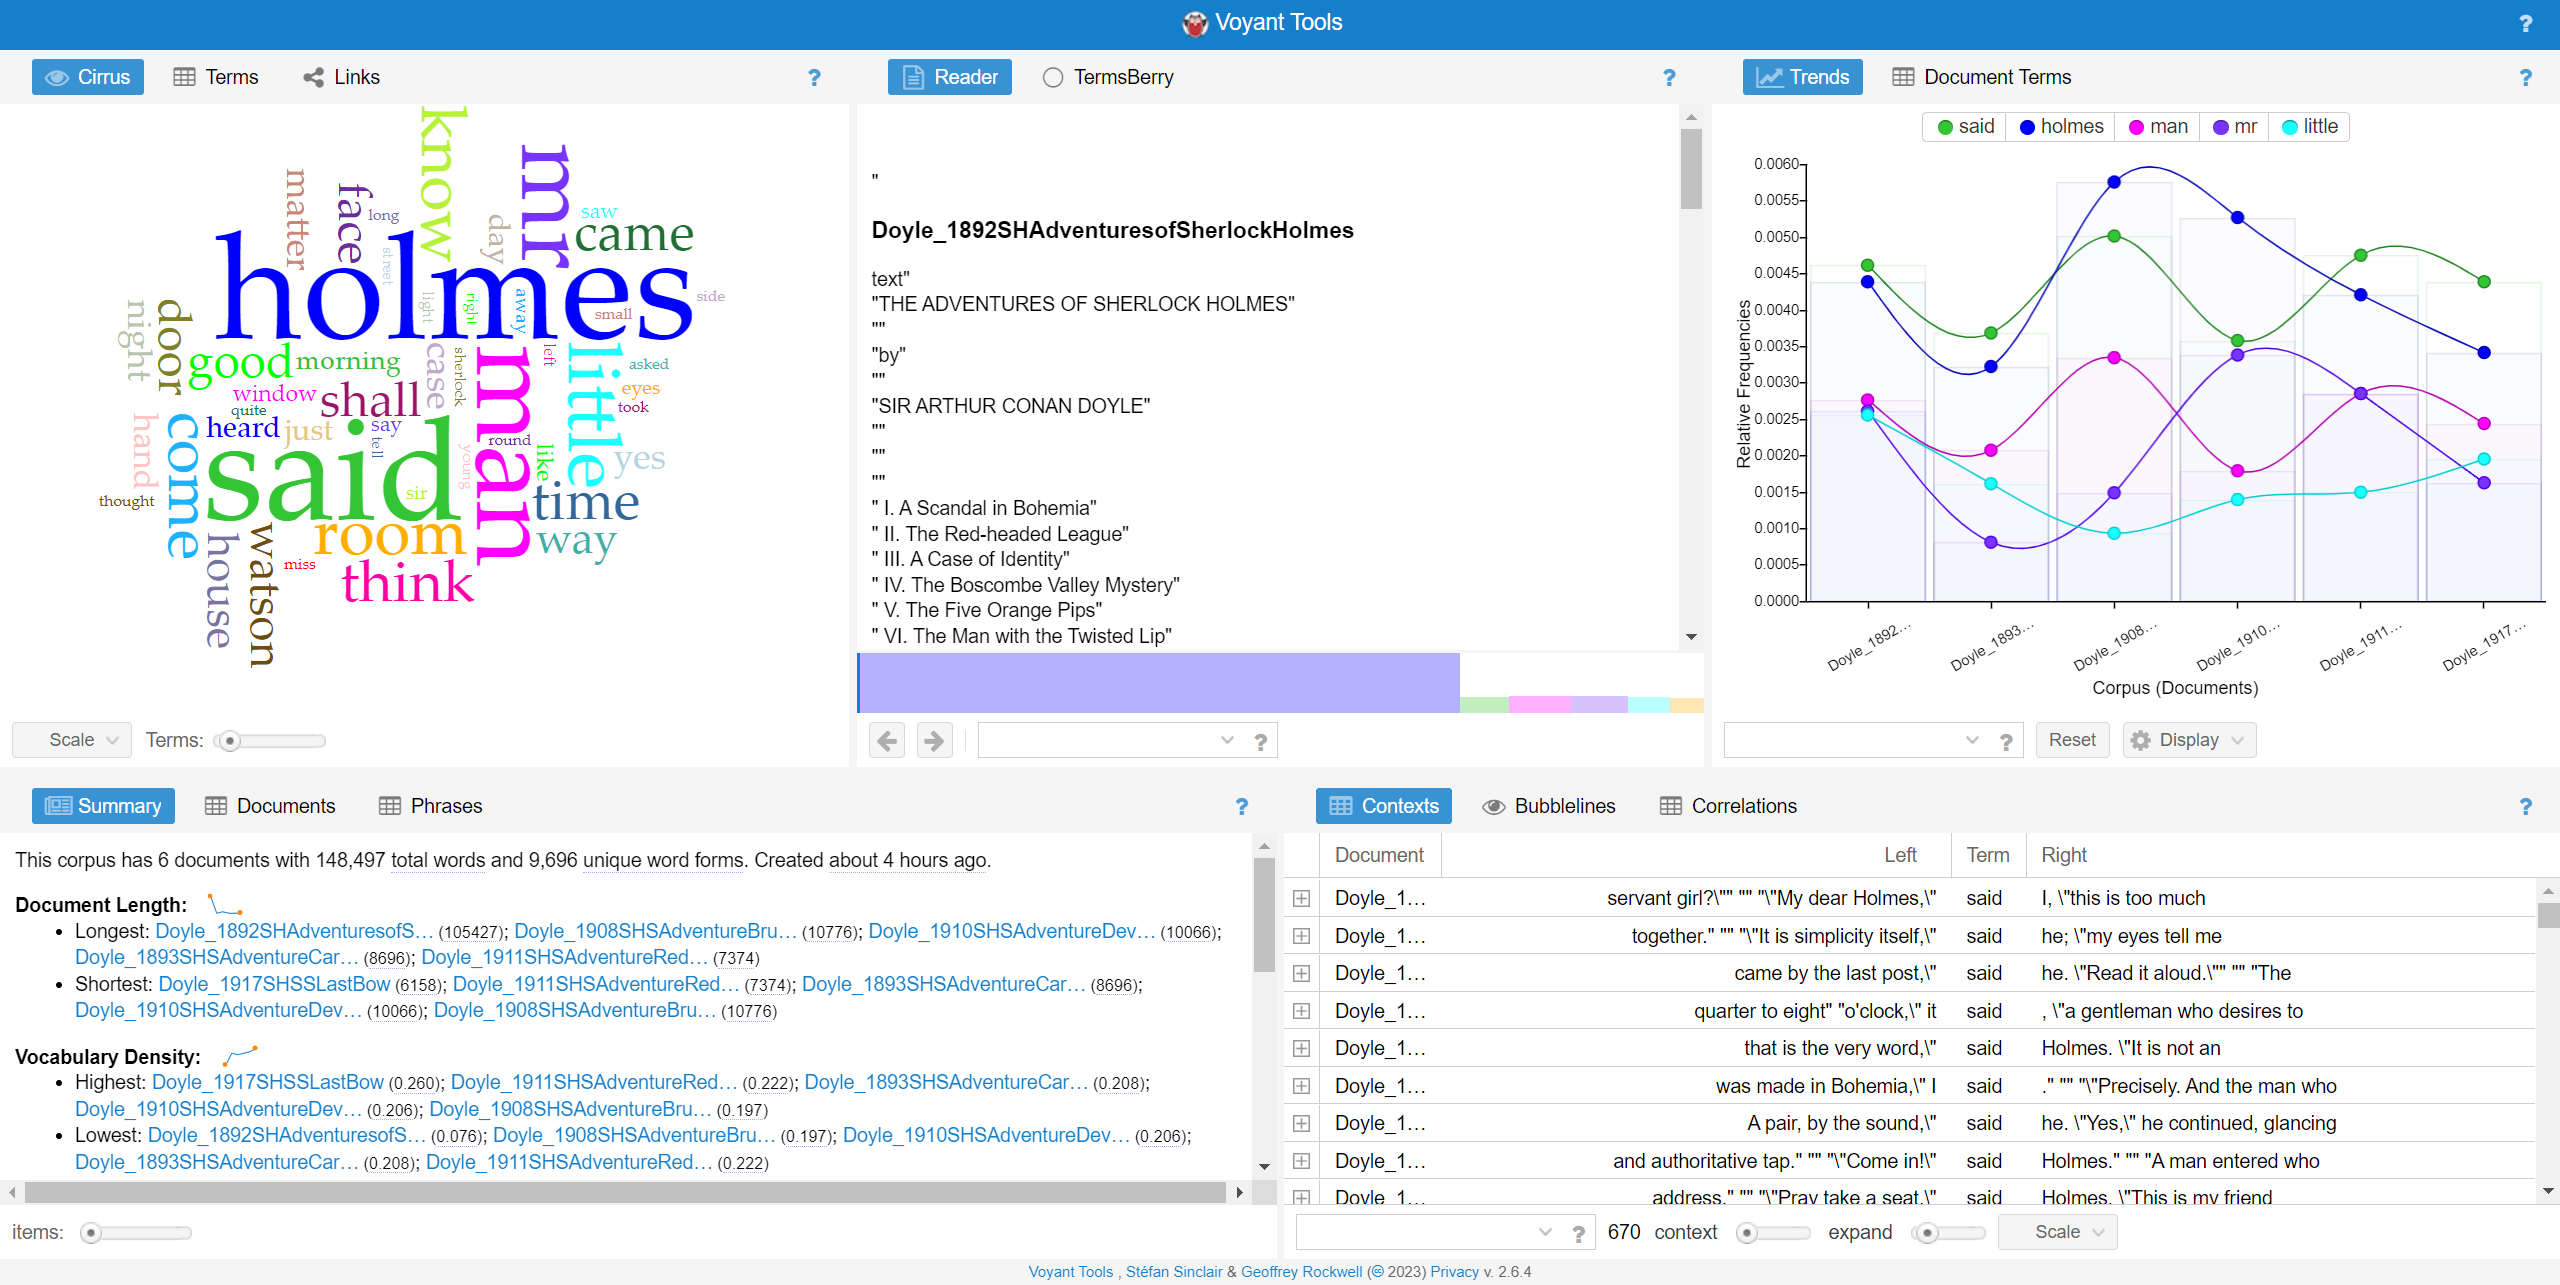 Voyant Tools
?
Cirrus Terms Links ?
know
mr
matter
face
long
day
saw
came
street
holmes
light
right
away
small
side
night
door
good
morning
case
sherlock
man
left
little
asked
eyes
took
window
quite
shall
hand
come
heard
just
say
tell
said
sir
young
round
like
yes
time
thought
house
watson
room
way
miss
think
Scale Terms:
Reader TermsBerry ?
"
Doyle_1892SHAdventuresofSherlockHolmes
text"
"THE ADVENTURES OF SHERLOCK HOLMES"
""
"by"
""
"SIR ARTHUR CONAN DOYLE"
""
""
""
" I. A Scandal in Bohemia"
" II. The Red-headed League"
" III. A Case of Identity"
" IV. The Boscombe Valley Mystery"
" V. The Five Orange Pips"
" VI. The Man with the Twisted Lip"
?
Trends Document Terms ?
said holmes man mr little
0.0060
0.0055
0.0050
0.0045
0.0040
0.0035
0.0030
0.0025
0.0020
0.0015
0.0010
0.0005
0.0000
Relative Frequencies
Doyle_1892… Doyle_1893… Doyle_1908… Doyle_1910… Doyle_1911… Doyle_1917…
Corpus (Documents)
? Reset Display
Summary Documents Phrases ?
This corpus has 6 documents with 148,497 total words and 9,696 unique word forms. Created about 4 hours ago.
Document Length:
• Longest: Doyle_1892SHAdventuresofS… (105427); Doyle_1908SHSAdventureBru… (10776); Doyle_1910SHSAdventureDev… (10066);
Doyle_1893SHSAdventureCar… (8696); Doyle_1911SHSAdventureRed… (7374)
• Shortest: Doyle_1917SHSSLastBow (6158); Doyle_1911SHSAdventureRed… (7374); Doyle_1893SHSAdventureCar… (8696);
Doyle_1910SHSAdventureDev… (10066); Doyle_1908SHSAdventureBru… (10776)
Vocabulary Density:
• Highest: Doyle_1917SHSSLastBow (0.260); Doyle_1911SHSAdventureRed… (0.222); Doyle_1893SHSAdventureCar… (0.208);
Doyle_1910SHSAdventureDev… (0.206); Doyle_1908SHSAdventureBru… (0.197)
• Lowest: Doyle_1892SHAdventuresofS… (0.076); Doyle_1908SHSAdventureBru… (0.197); Doyle_1910SHSAdventureDev… (0.206);
Doyle_1893SHSAdventureCar… (0.208); Doyle_1911SHSAdventureRed… (0.222)
items:
Contexts Bubblelines Correlations ?
Document Left Term Right
Doyle_1… servant girl?\"" "" "\"My dear Holmes,\" said I, \"this is too much
Doyle_1… together." "" "\"It is simplicity itself,\" said he; \"my eyes tell me
Doyle_1… came by the last post,\" said he. \"Read it aloud.\"" "" "The
Doyle_1… quarter to eight" "o'clock,\" it said , \"a gentleman who desires to
Doyle_1… that is the very word,\" said Holmes. \"It is not an
Doyle_1… was made in Bohemia,\" I said ." "" "\"Precisely. And the man who
Doyle_1… A pair, by the sound,\" said he. \"Yes,\" he continued, glancing
Doyle_1… and authoritative tap." "" "\"Come in!\" said Holmes." "" "A man entered who
Doyle_1… address." "" "\"Pray take a seat,\" said Holmes. \"This is my friend
? 670 context expand Scale
Voyant Tools , Stéfan Sinclair & Geoffrey Rockwell (🅭 2023) Privacy v. 2.6.4